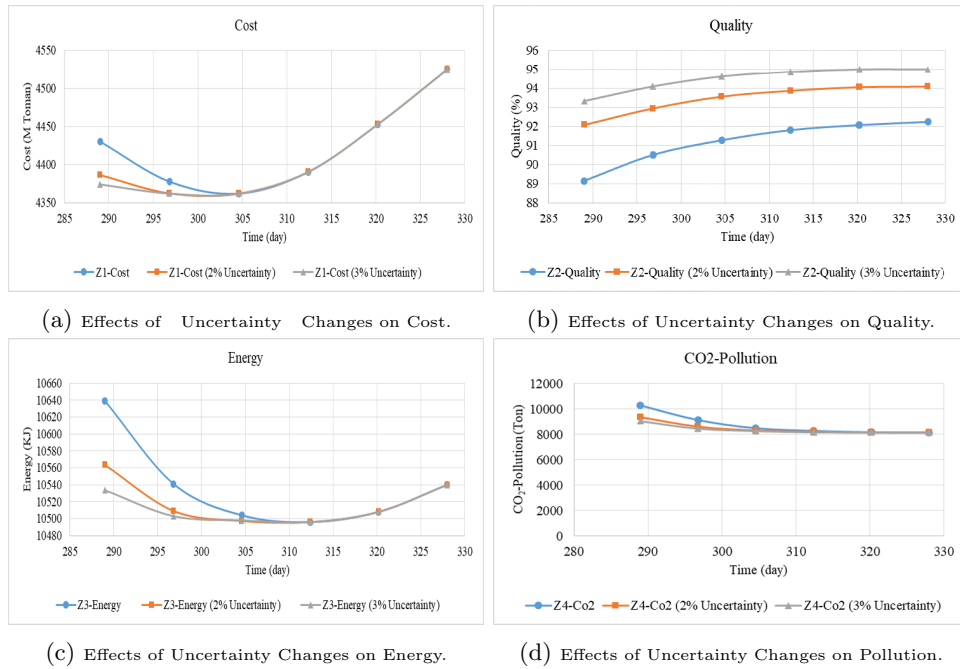 Cost
Cost (M Toman)
4550
4500
4450
4400
4350
285 290 295 300 305 310 315 320 325 330
Time (day)
Z1-Cost Z1-Cost (2% Uncertainty) Z1-Cost (3% Uncertainty)
(a) Effects of Uncertainty Changes on Cost.
Quality
Quality (%)
96
95
94
93
92
91
90
89
88
285 290 295 300 305 310 315 320 325 330
Time (day)
Z2-Quality Z2-Quality (2% Uncertainty) Z2-Quality (3% Uncertainty)
(b) Effects of Uncertainty Changes on Quality.
Energy
Energy (KJ)
10660
10640
10620
10600
10580
10560
10540
10520
10500
10480
285 290 295 300 305 310 315 320 325 330
Time (day)
Z3-Energy Z3-Energy (2% Uncertainty) Z3-Energy (3% Uncertainty)
(c) Effects of Uncertainty Changes on Energy.
CO2-Pollution
CO₂-Pollution (Ton)
12000
10000
8000
6000
4000
2000
0
280 290 300 310 320 330
Time (day)
Z4-Co2 Z4-Co2 (2% Uncertainty) Z4-Co2 (3% Uncertainty)
(d) Effects of Uncertainty Changes on Pollution.